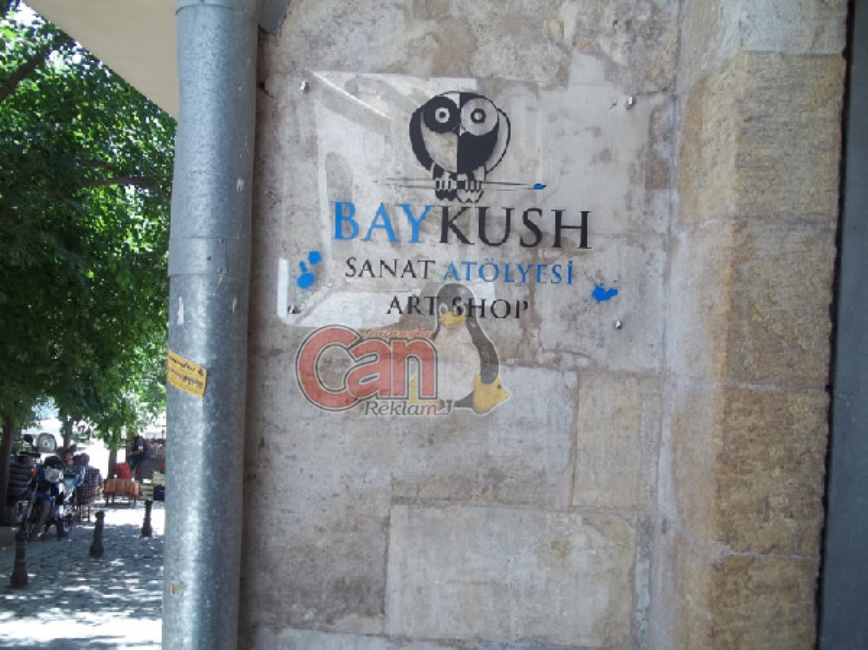 BAYKUSH
SANAT ATÖLYESİ
ART SHOP
Can
Reklam